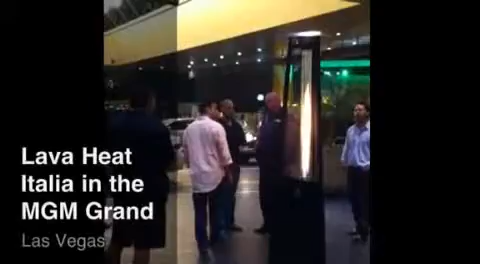 Lava Heat
Italia in the
MGM Grand
Las Vegas